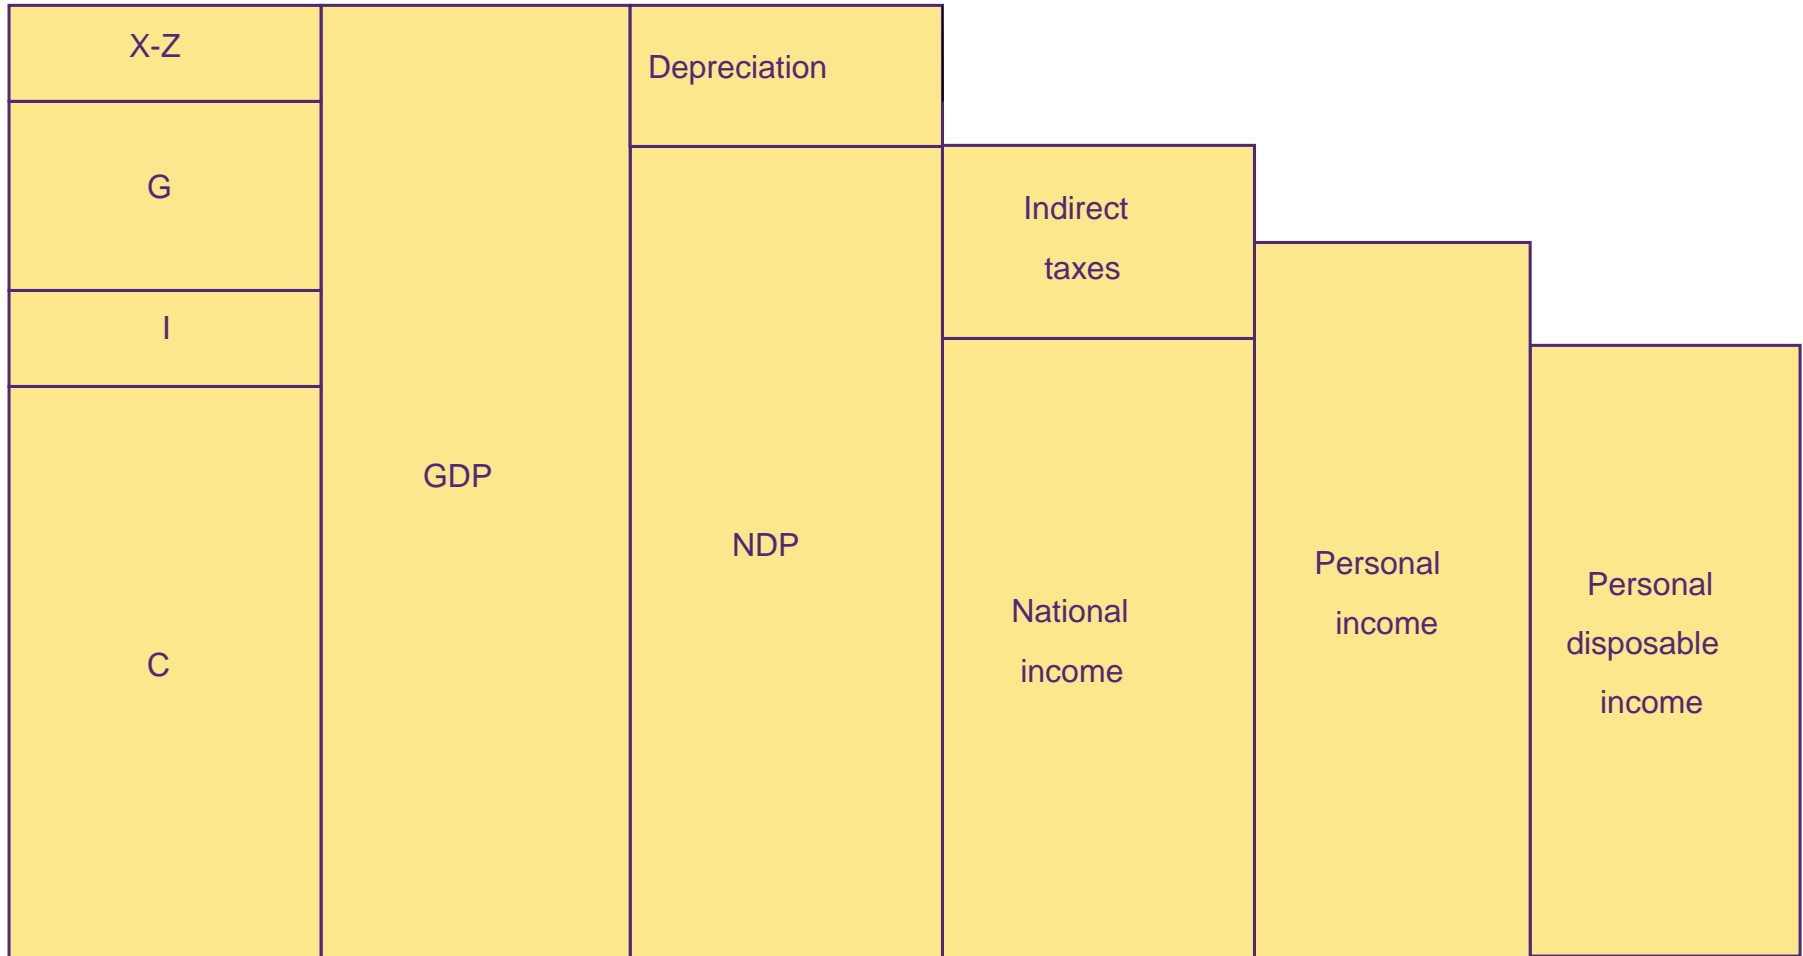 X-Z
G
I
C
GDP
Depreciation
NDP
Indirect
taxes
National
income
Personal
income
Personal
disposable
income